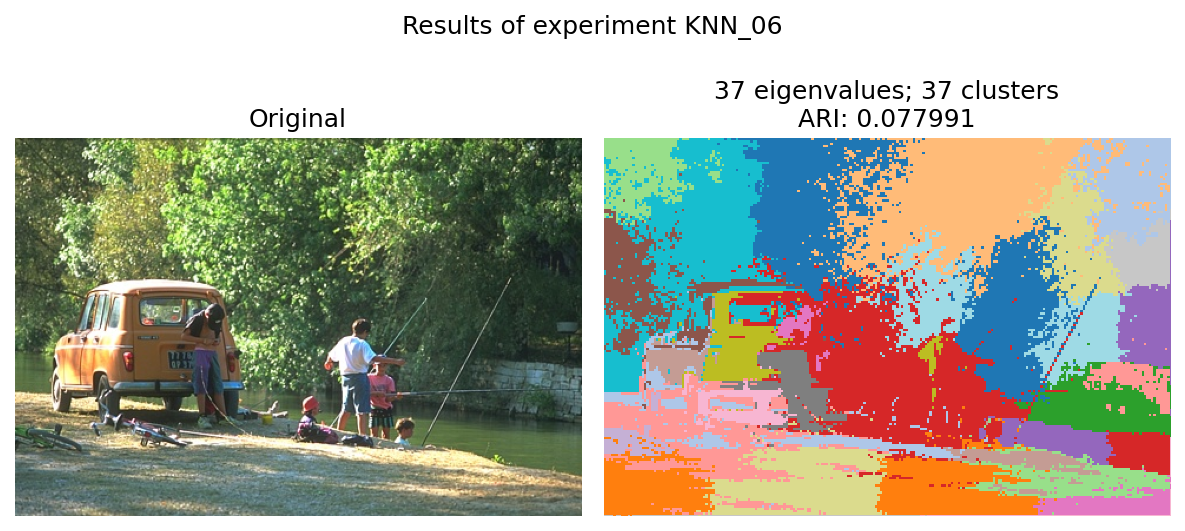 Results of experiment KNN_06
Original
37 eigenvalues; 37 clusters
ARI: 0.077991